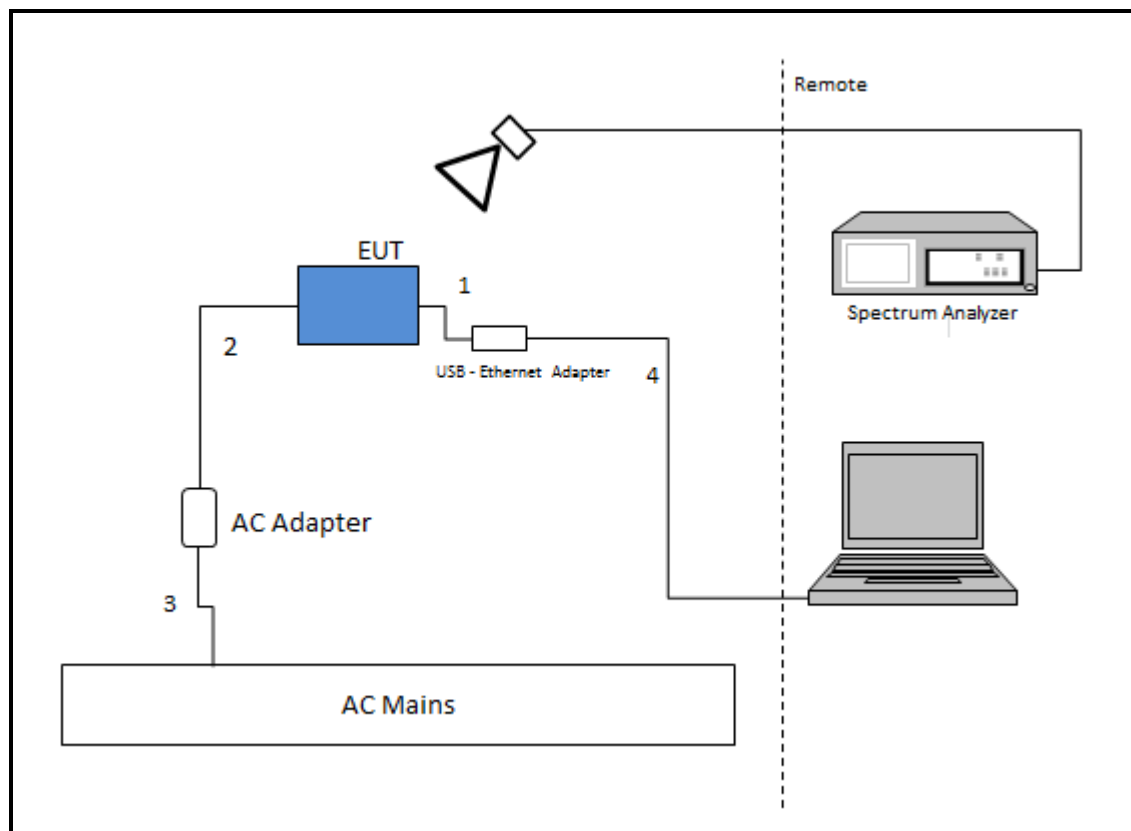 Remote
EUT
1
Spectrum Analyzer
2
USB - Ethernet Adapter
4
AC Adapter
3
AC Mains